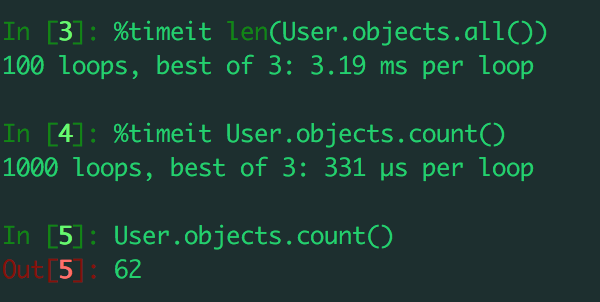 In [3]: %timeit len(User.objects.all())
100 loops, best of 3: 3.19 ms per loop
In [4]: %timeit User.objects.count()
1000 loops, best of 3: 331 µs per loop
In [5]: User.objects.count()
Out[5]: 62